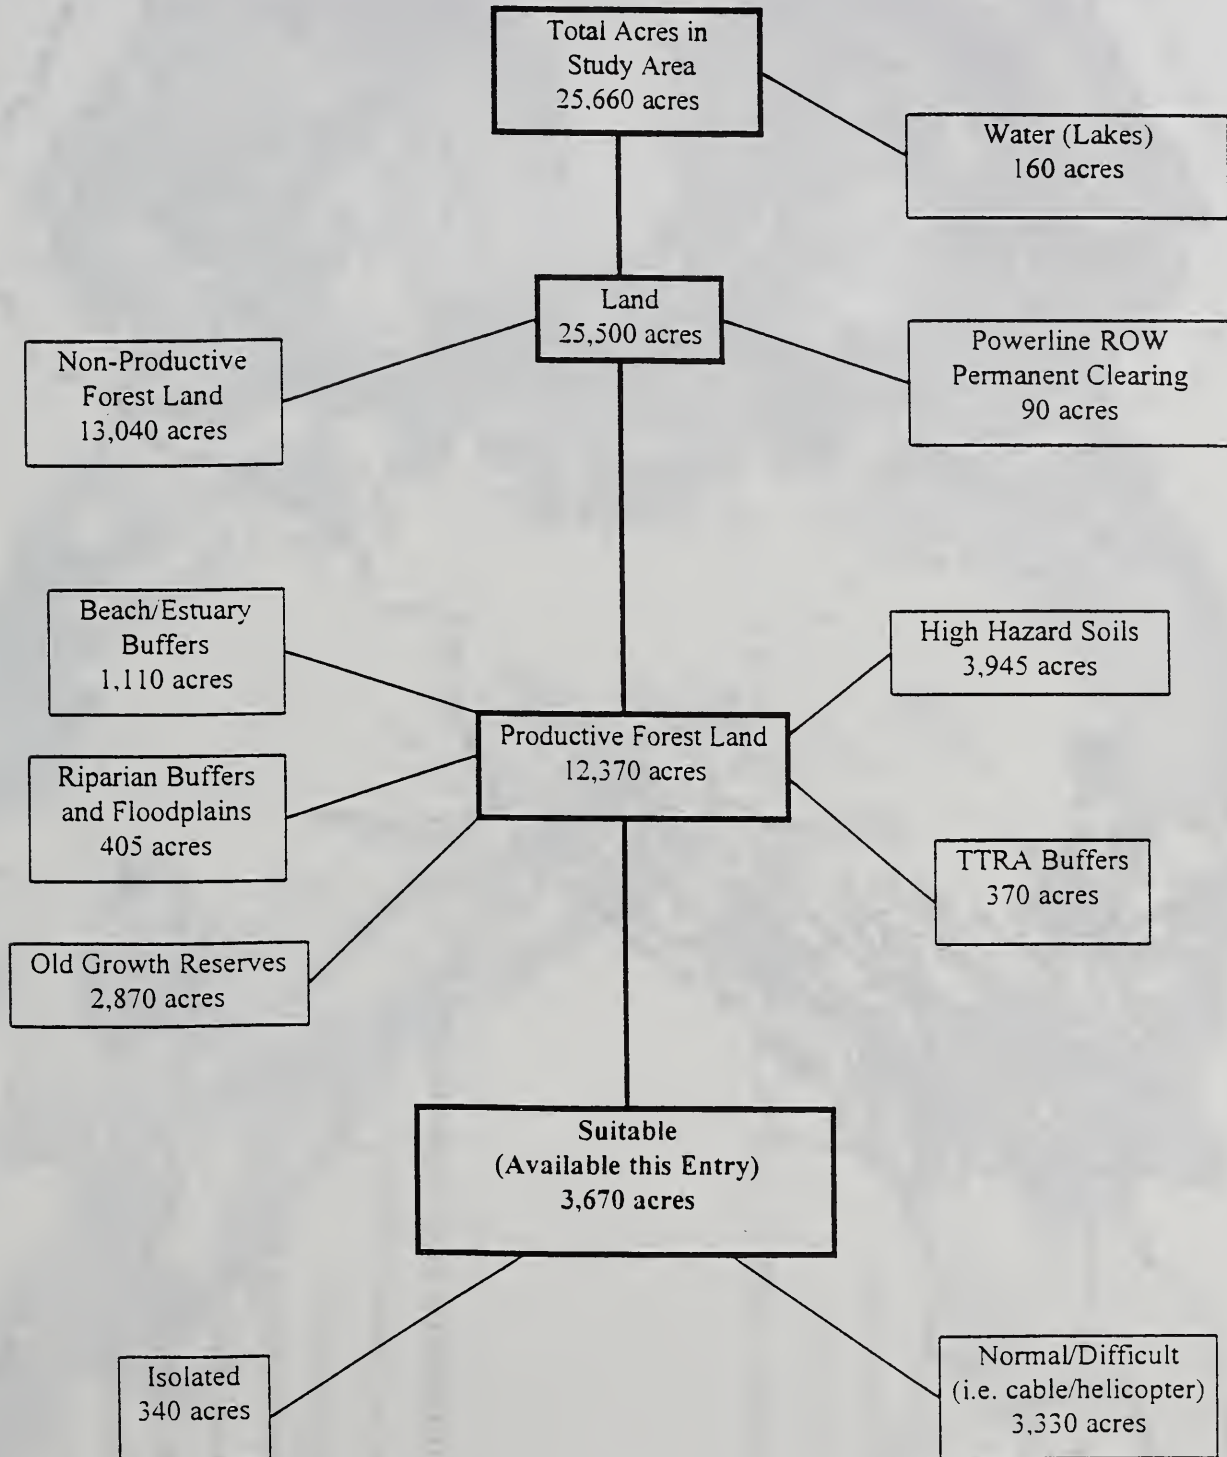 Total Acres in
Study Area
25,660 acres
Water (Lakes)
160 acres
Land
25,500 acres
Non-Productive
Forest Land
13,040 acres
Powerline ROW
Permanent Clearing
90 acres
Beach/Estuary
Buffers
1,110 acres
High Hazard Soils
3,945 acres
Productive Forest Land
12,370 acres
Riparian Buffers
and Floodplains
405 acres
TTRA Buffers
370 acres
Old Growth Reserves
2,870 acres
Suitable
(Available this Entry)
3,670 acres
Isolated
340 acres
Normal/Difficult
(i.e. cable/helicopter)
3,330 acres